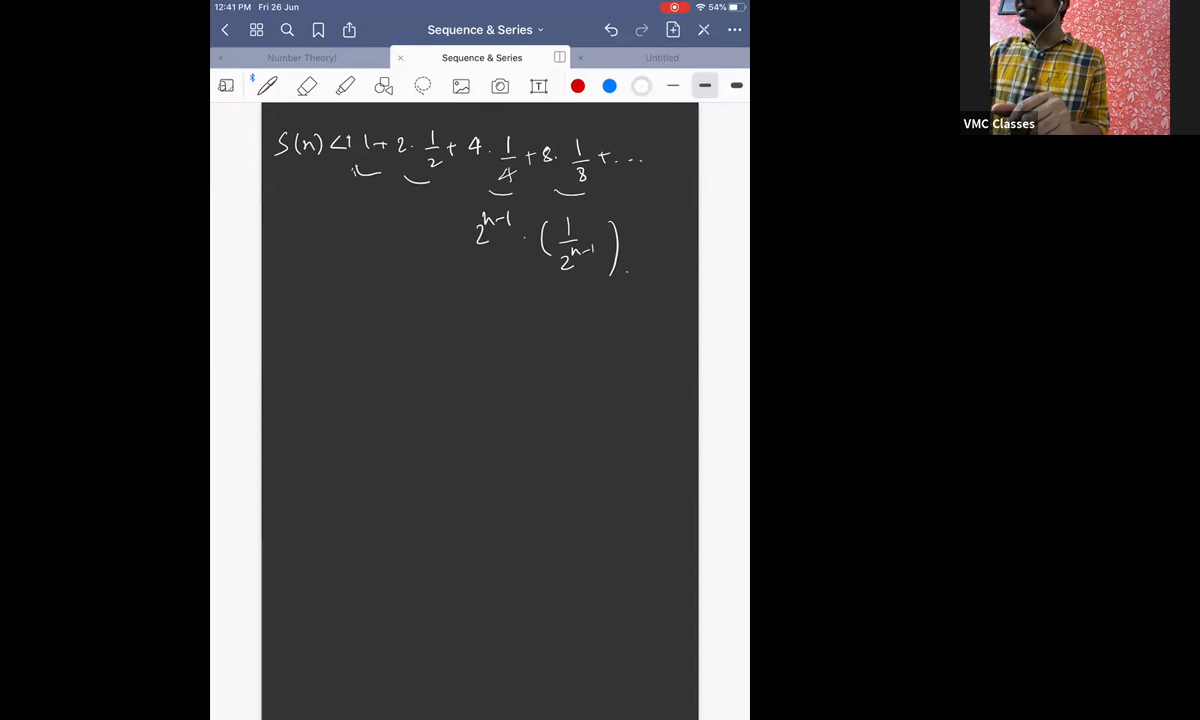 12:41 PM Fri 26 Jun
54%
Sequence & Series
Number Theory!
Sequence & Series
Untitled
S(n) < 1 1 + 2 · 1/2 + 4 · 1/4 + 8 · 1/8 + ...
2^(n-1) · (1/2^(n-1)).
VMC Classes